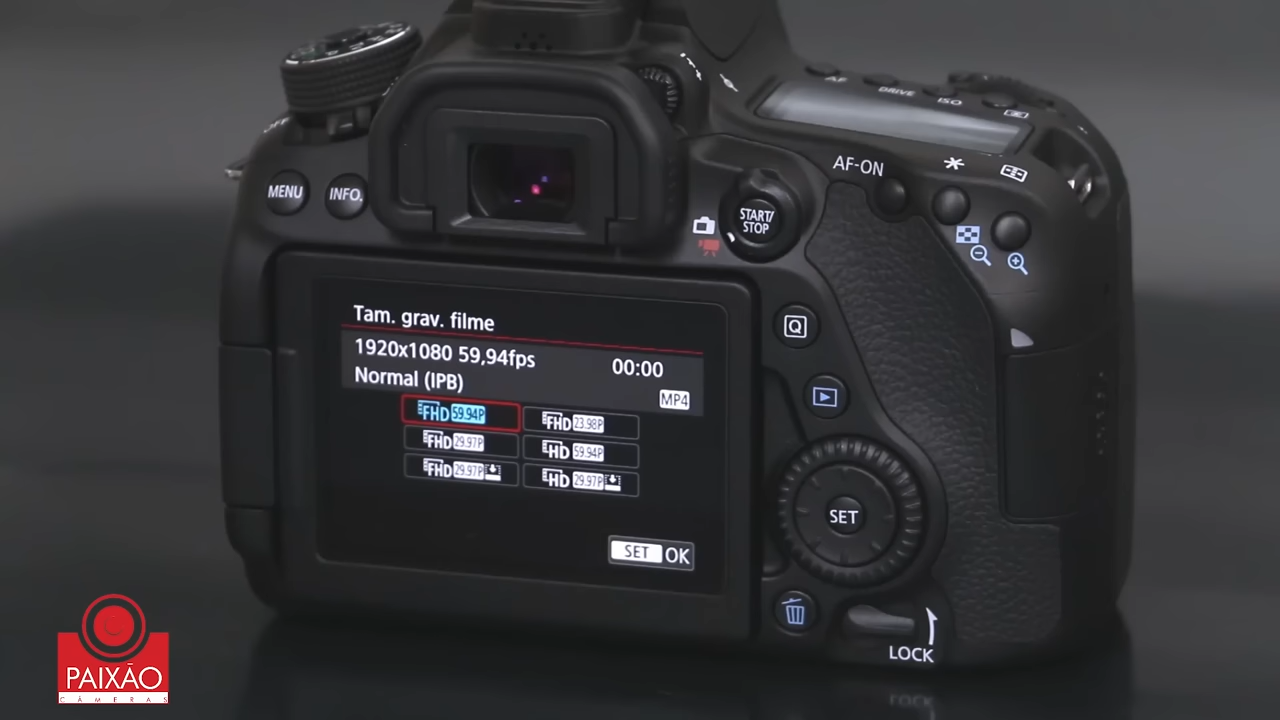 AF
DRIVE
ISO
OFF
MENU
INFO.
START/
STOP
AF-ON
Q
Tam. grav. filme
1920x1080 59,94fps
00:00
Normal (IPB)
MP4
FHD 59.94P
FHD 23.98P
FHD 29.97P
HD 59.94P
FHD 29.97P
HD 29.97P
SET OK
SET
LOCK
PAIXÃO
CÂMERAS